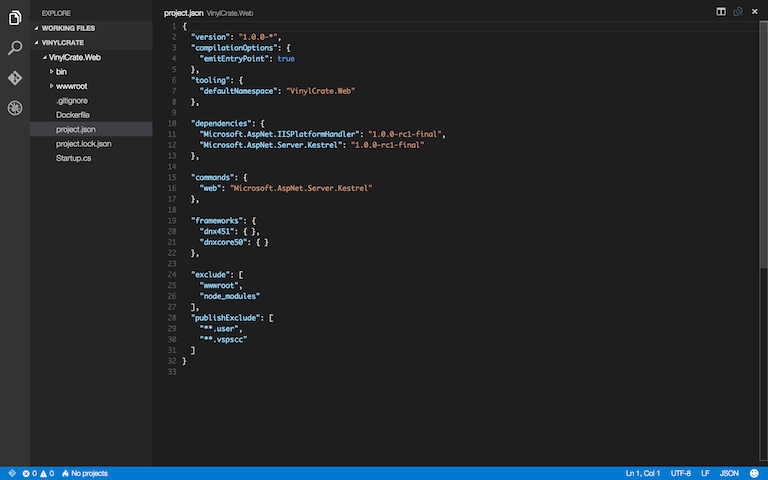 EXPLORE
WORKING FILES
VINYLCRATE
VinylCrate.Web
bin
wwwroot
.gitignore
Dockerfile
project.json
project.lock.json
Startup.cs
project.json VinylCrate.Web
1 {
2 "version": "1.0.0-*",
3 "compilationOptions": {
4 "emitEntryPoint": true
5 },
6 "tooling": {
7 "defaultNamespace": "VinylCrate.Web"
8 },
9
10 "dependencies": {
11 "Microsoft.AspNet.IISPlatformHandler": "1.0.0-rc1-final",
12 "Microsoft.AspNet.Server.Kestrel": "1.0.0-rc1-final"
13 },
14
15 "commands": {
16 "web": "Microsoft.AspNet.Server.Kestrel"
17 },
18
19 "frameworks": {
20 "dnx451": { },
21 "dnxcore50": { }
22 },
23
24 "exclude": [
25 "wwwroot",
26 "node_modules"
27 ],
28 "publishExclude": [
29 "**.user",
30 "**.vspscc"
31 ]
32 }
33
0 0 No projects
Ln 1, Col 1 UTF-8 LF JSON